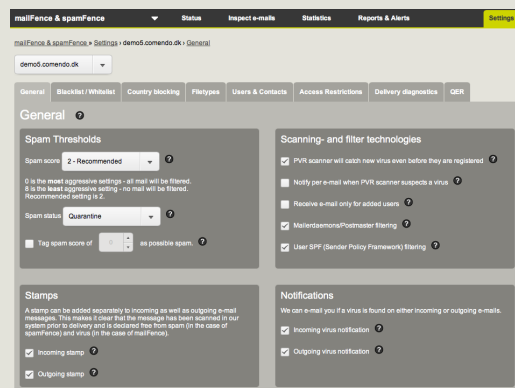 mailFence & spamFence
Status
Inspect e-mails
Statistics
Reports & Alerts
Settings
mailFence & spamFence » Settings › demo5.comendo.dk › General
demo5.comendo.dk
General
Blacklist / Whitelist
Country blocking
Filetypes
Users & Contacts
Access Restrictions
Delivery diagnostics
QER
General ?
Spam Thresholds
Spam score 2 - Recommended ?
0 is the most aggressive settings - all mail will be filtered.
8 is the least aggressive setting - no mail will be filtered.
Recommended setting is 2.
Spam status Quarantine ?
Tag spam score of 5 as possible spam. ?
Scanning- and filter technologies
PVR scanner will catch new virus even before they are registered ?
Notify per e-mail when PVR scanner suspects a virus ?
Receive e-mail only for added users ?
Mailerdaemons/Postmaster filtering ?
User SPF (Sender Policy Framework) filtering ?
Stamps
A stamp can be added separately to incoming as well as outgoing e-mail
messages. This makes it clear that the message has been scanned in our
system prior to delivery and is declared free from spam (in the case of
spamFence) and virus (in the case of mailFence).
Incoming stamp ?
Outgoing stamp ?
Notifications
We can e-mail you if a virus is found on either incoming or outgoing e-mails.
Incoming virus notification ?
Outgoing virus notification ?